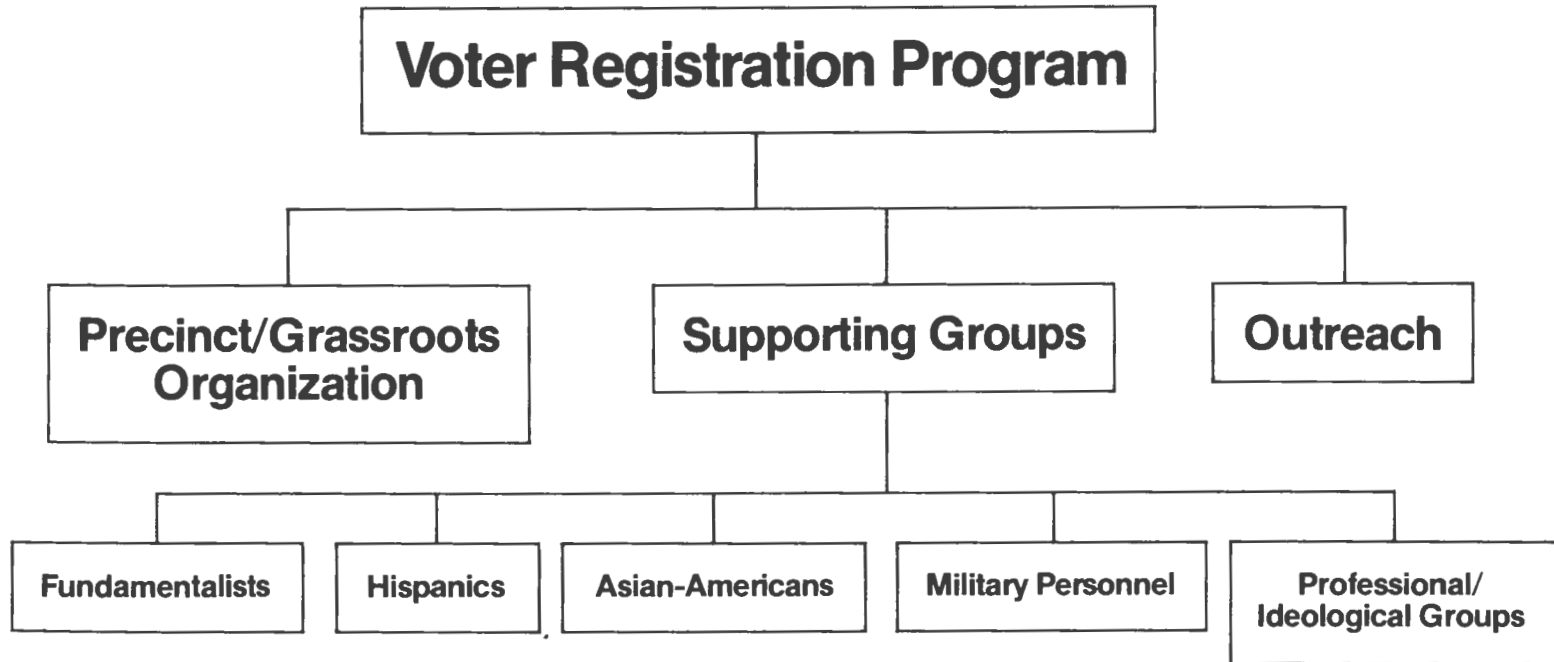 Voter Registration Program
Precinct/Grassroots
Organization
Supporting Groups
Outreach
Fundamentalists
Hispanics
Asian-Americans
Military Personnel
Professional/
Ideological Groups